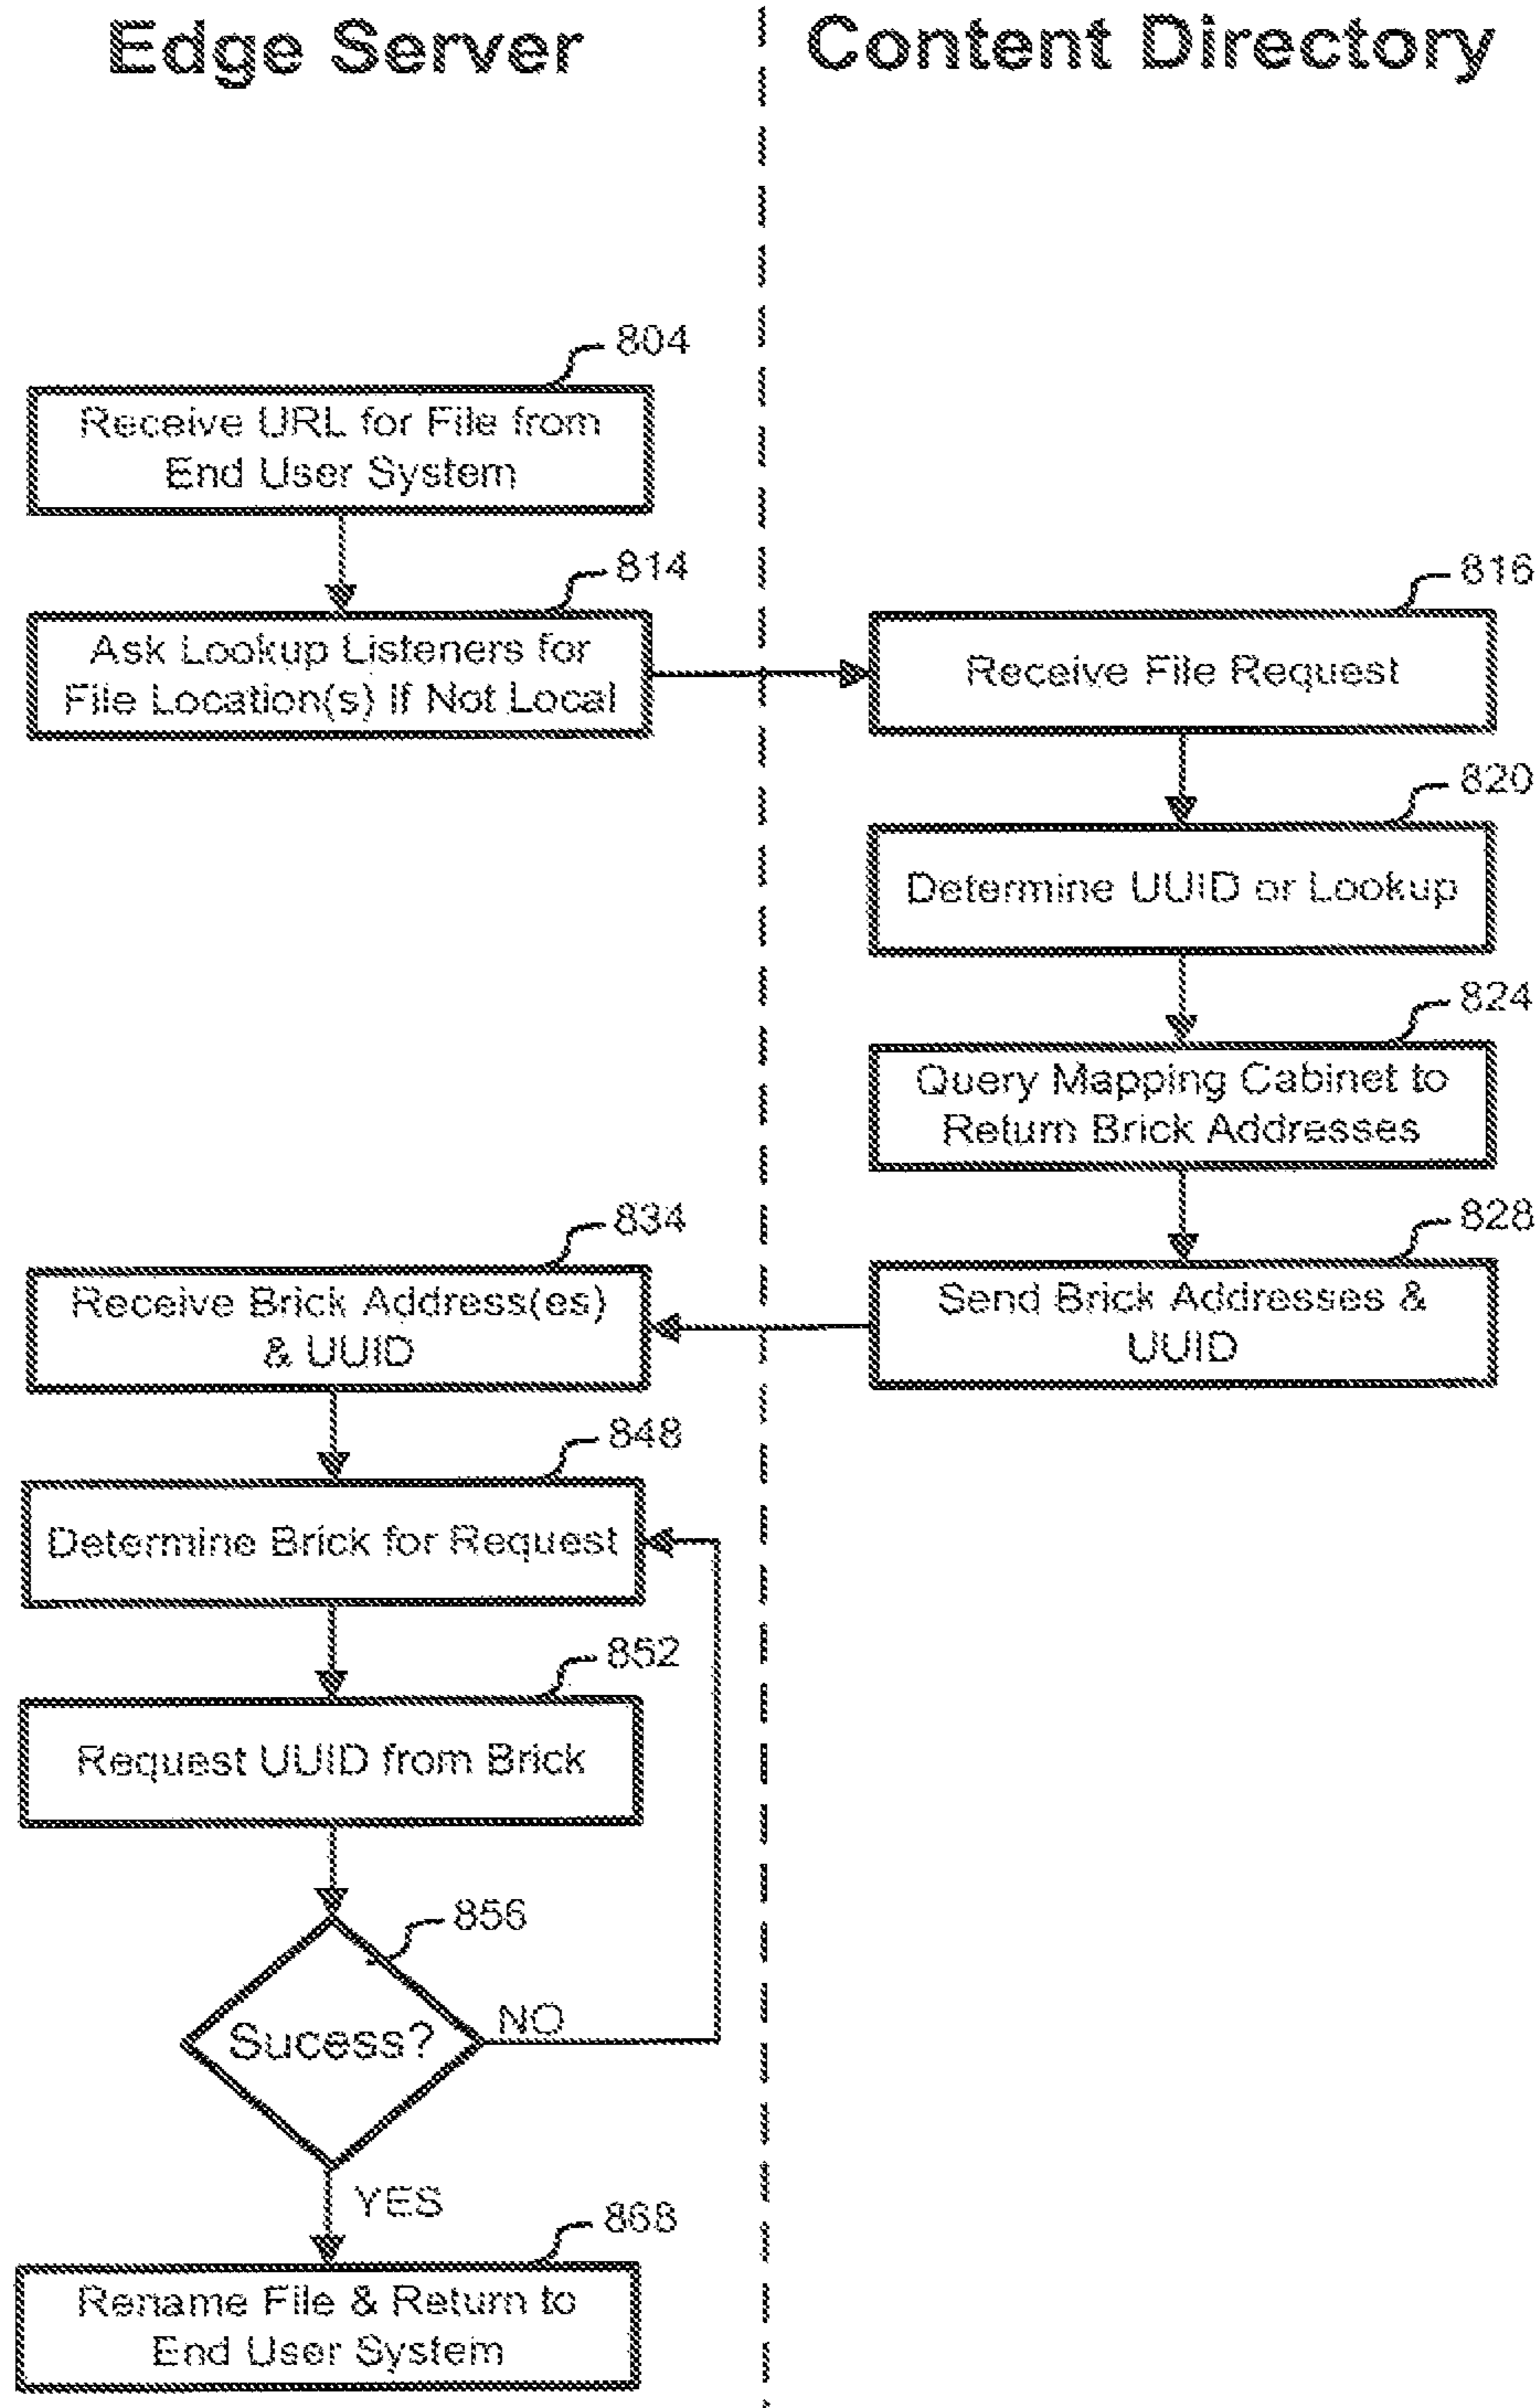 Edge Server
Content Directory
804
Receive URL for File from
End User System
814
Ask Lookup Listeners for
File Location(s) If Not Local
816
Receive File Request
820
Determine UUID or Lookup
824
Query Mapping Cabinet to
Return Brick Addresses
828
Send Brick Addresses &
UUID
834
Receive Brick Address(es)
& UUID
848
Determine Brick for Request
852
Request UUID from Brick
856
Sucess?
NO
YES
868
Rename File & Return to
End User System